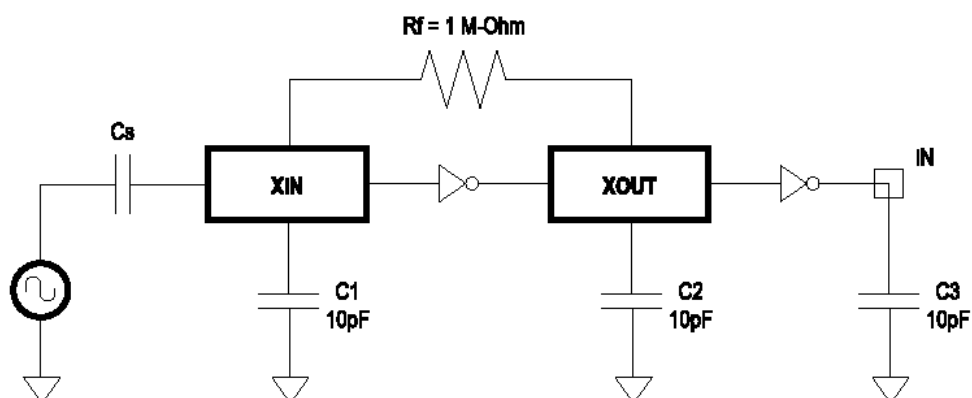 Rf = 1 M-Ohm
Cs
XIN
XOUT
IN
C1
10pF
C2
10pF
C3
10pF